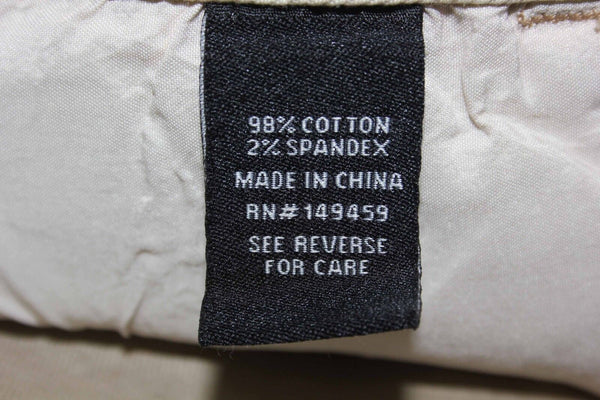 98% COTTON
2% SPANDEX
MADE IN CHINA
RN# 149459
SEE REVERSE
FOR CARE